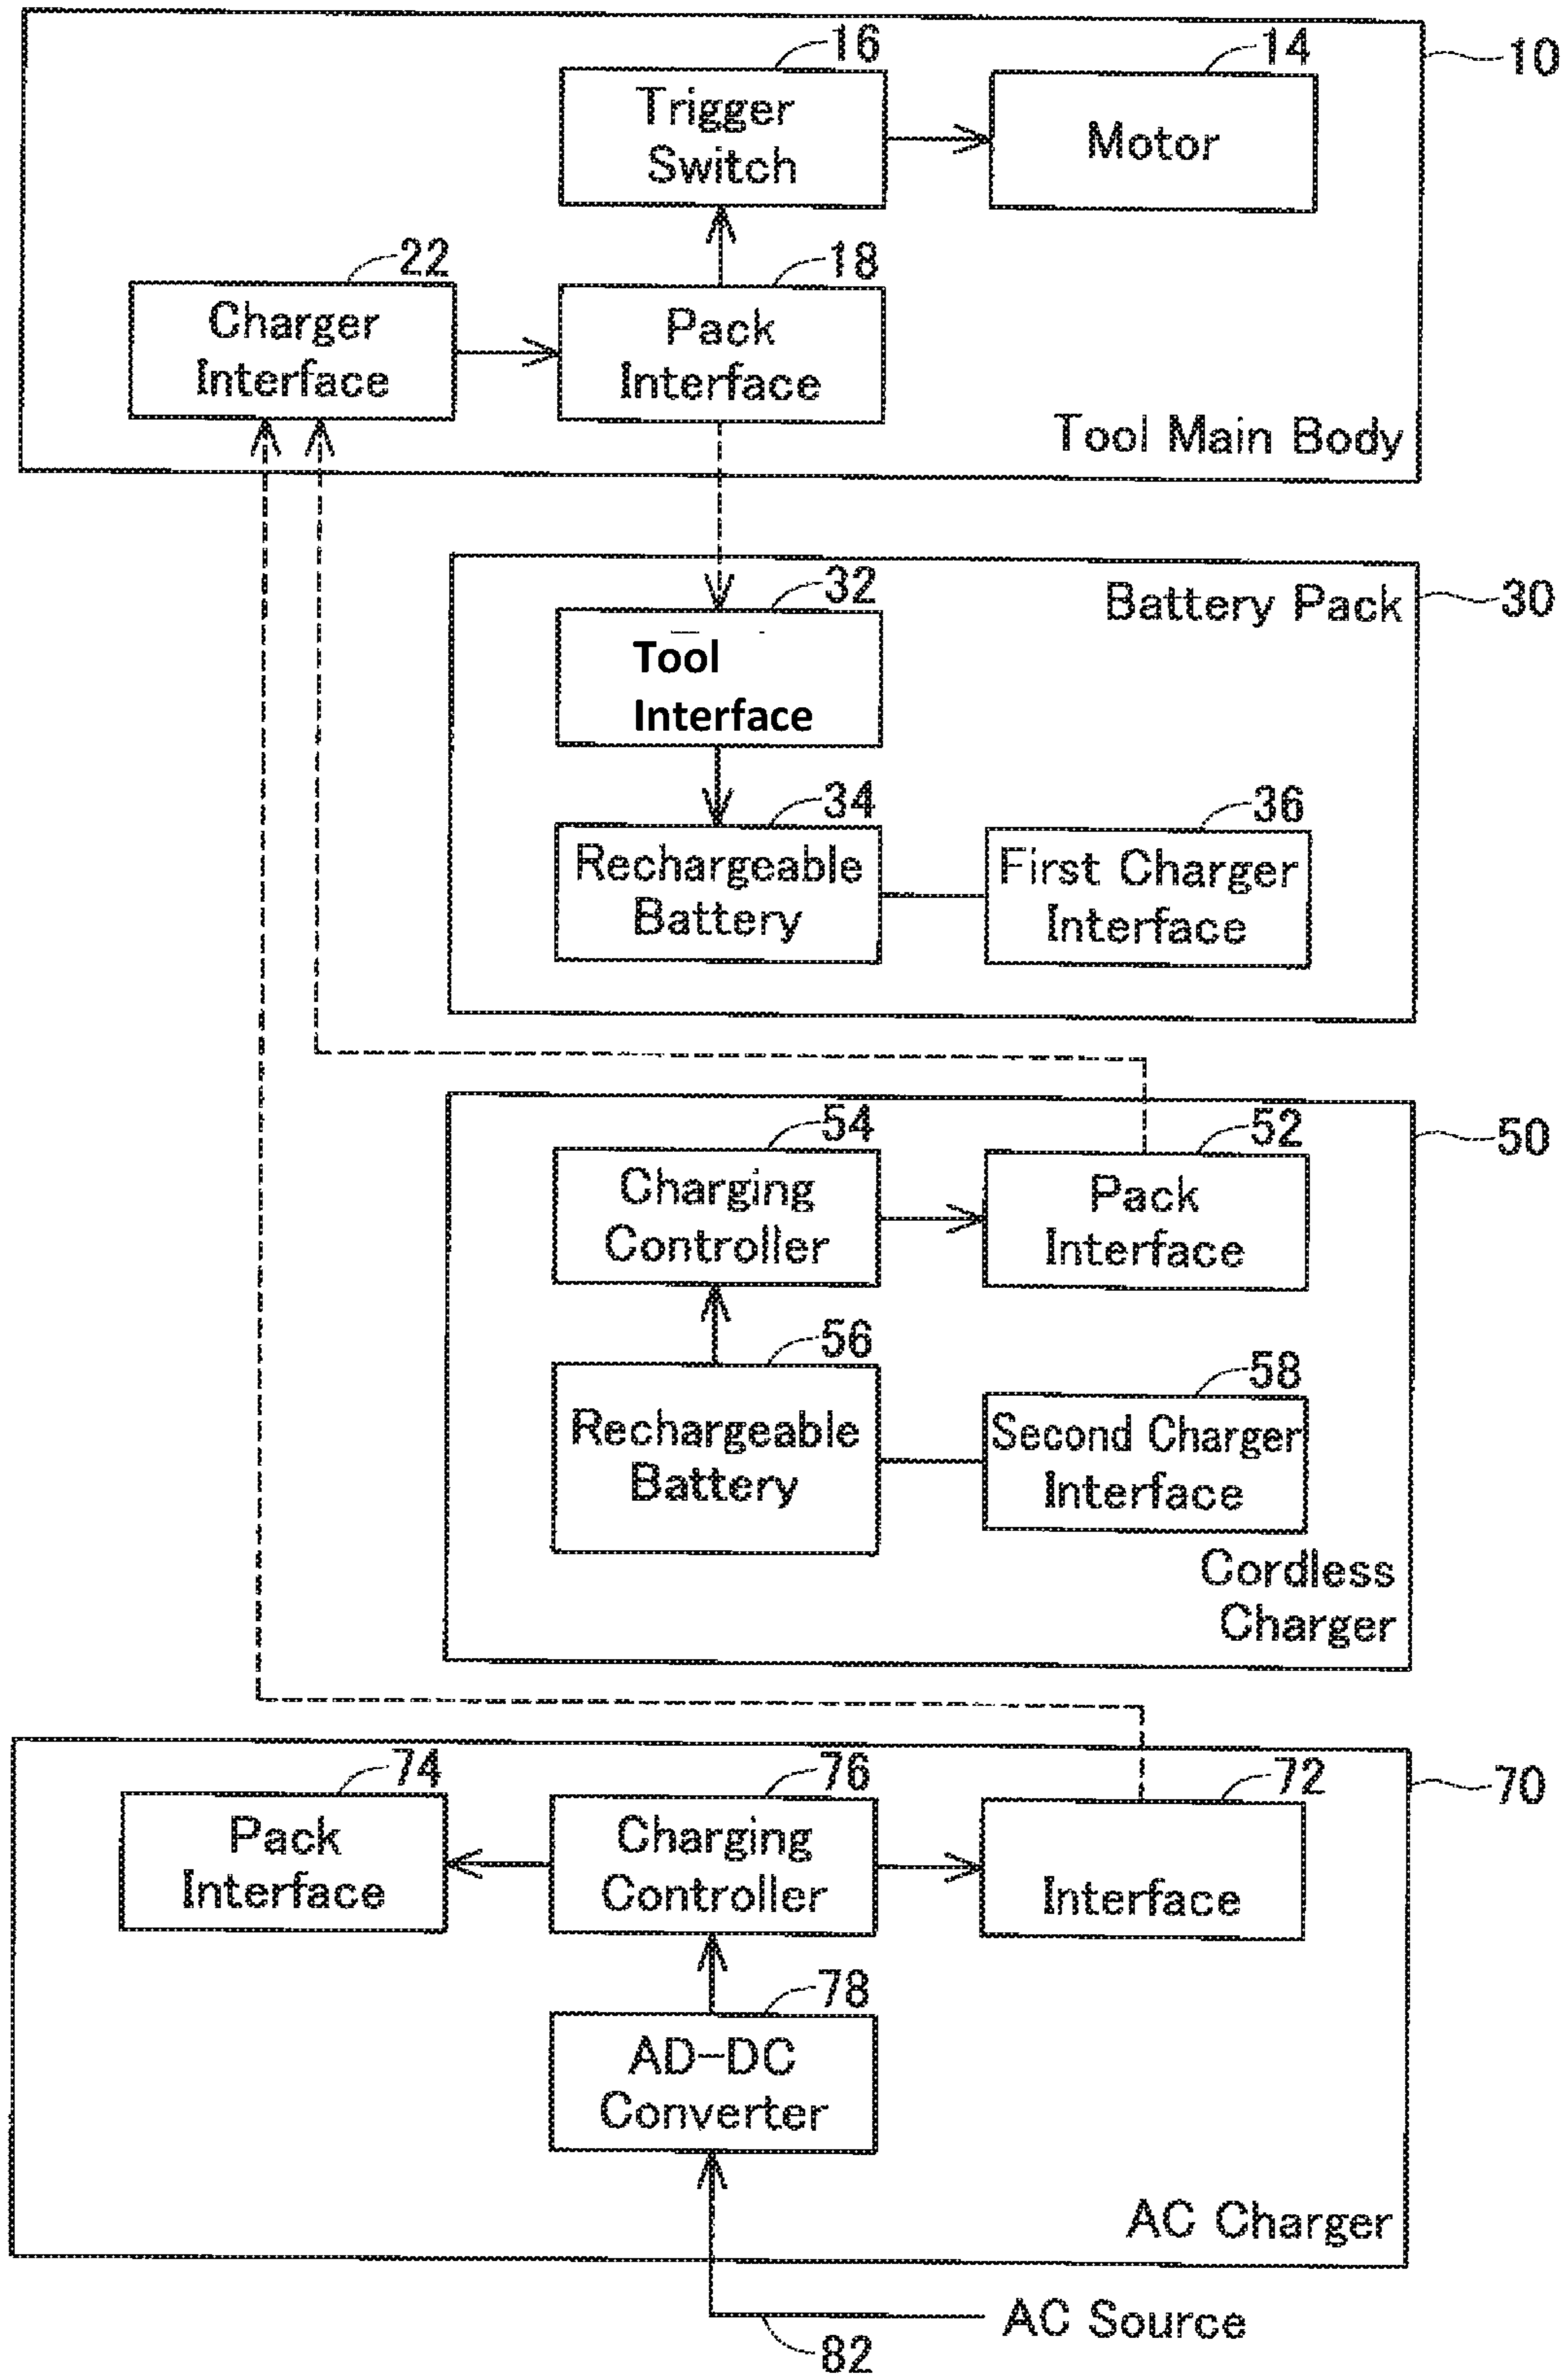 16
14
10
Trigger
Switch
Motor
22
18
Charger
Interface
Pack
Interface
Tool Main Body
32
Battery Pack
30
Tool
Interface
34
36
Rechargeable
Battery
First Charger
Interface
54
52
50
Charging
Controller
Pack
Interface
56
58
Rechargeable
Battery
Second Charger
Interface
Cordless
Charger
74
76
72
70
Pack
Interface
Charging
Controller
Interface
78
AD-DC
Converter
AC Charger
AC Source
82